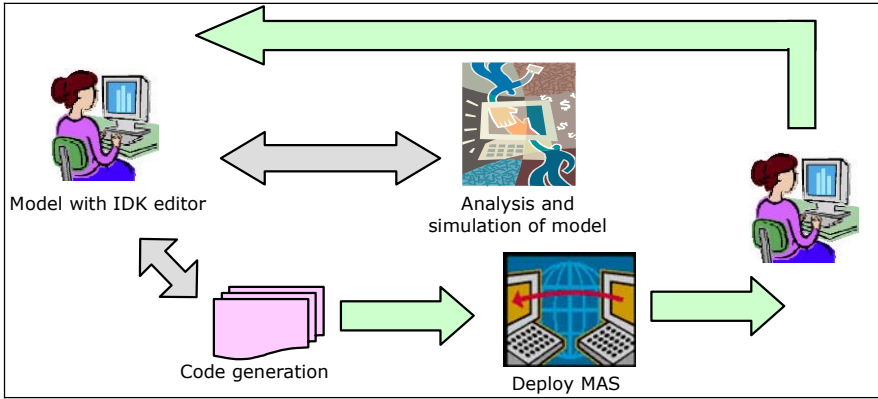 Model with IDK editor
Analysis and
simulation of model
Code generation
Deploy MAS